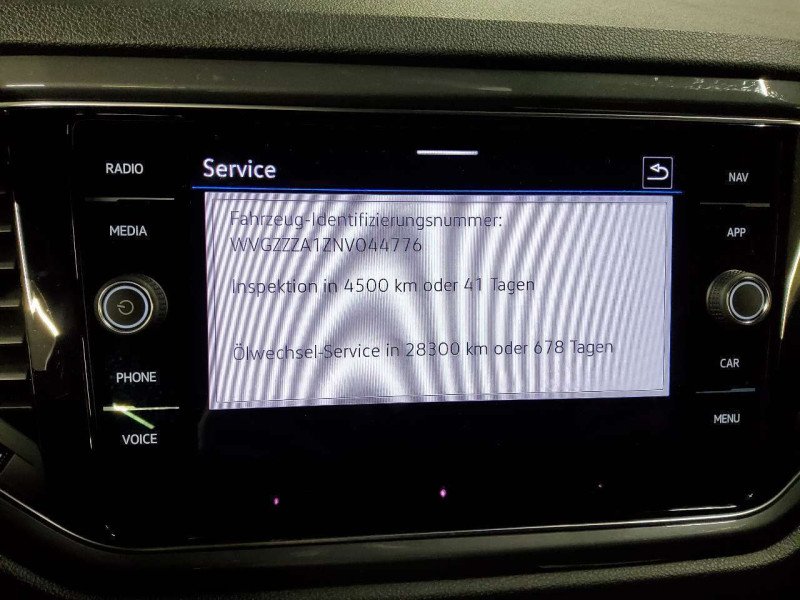 Service
RADIO
MEDIA
PHONE
VOICE
Fahrzeug-Identifizierungsnummer:
WVGZZZA1ZNV044776
Inspektion in 4500 km oder 41 Tagen
Ölwechsel-Service in 28300 km oder 678 Tagen
NAV
APP
CAR
MENU